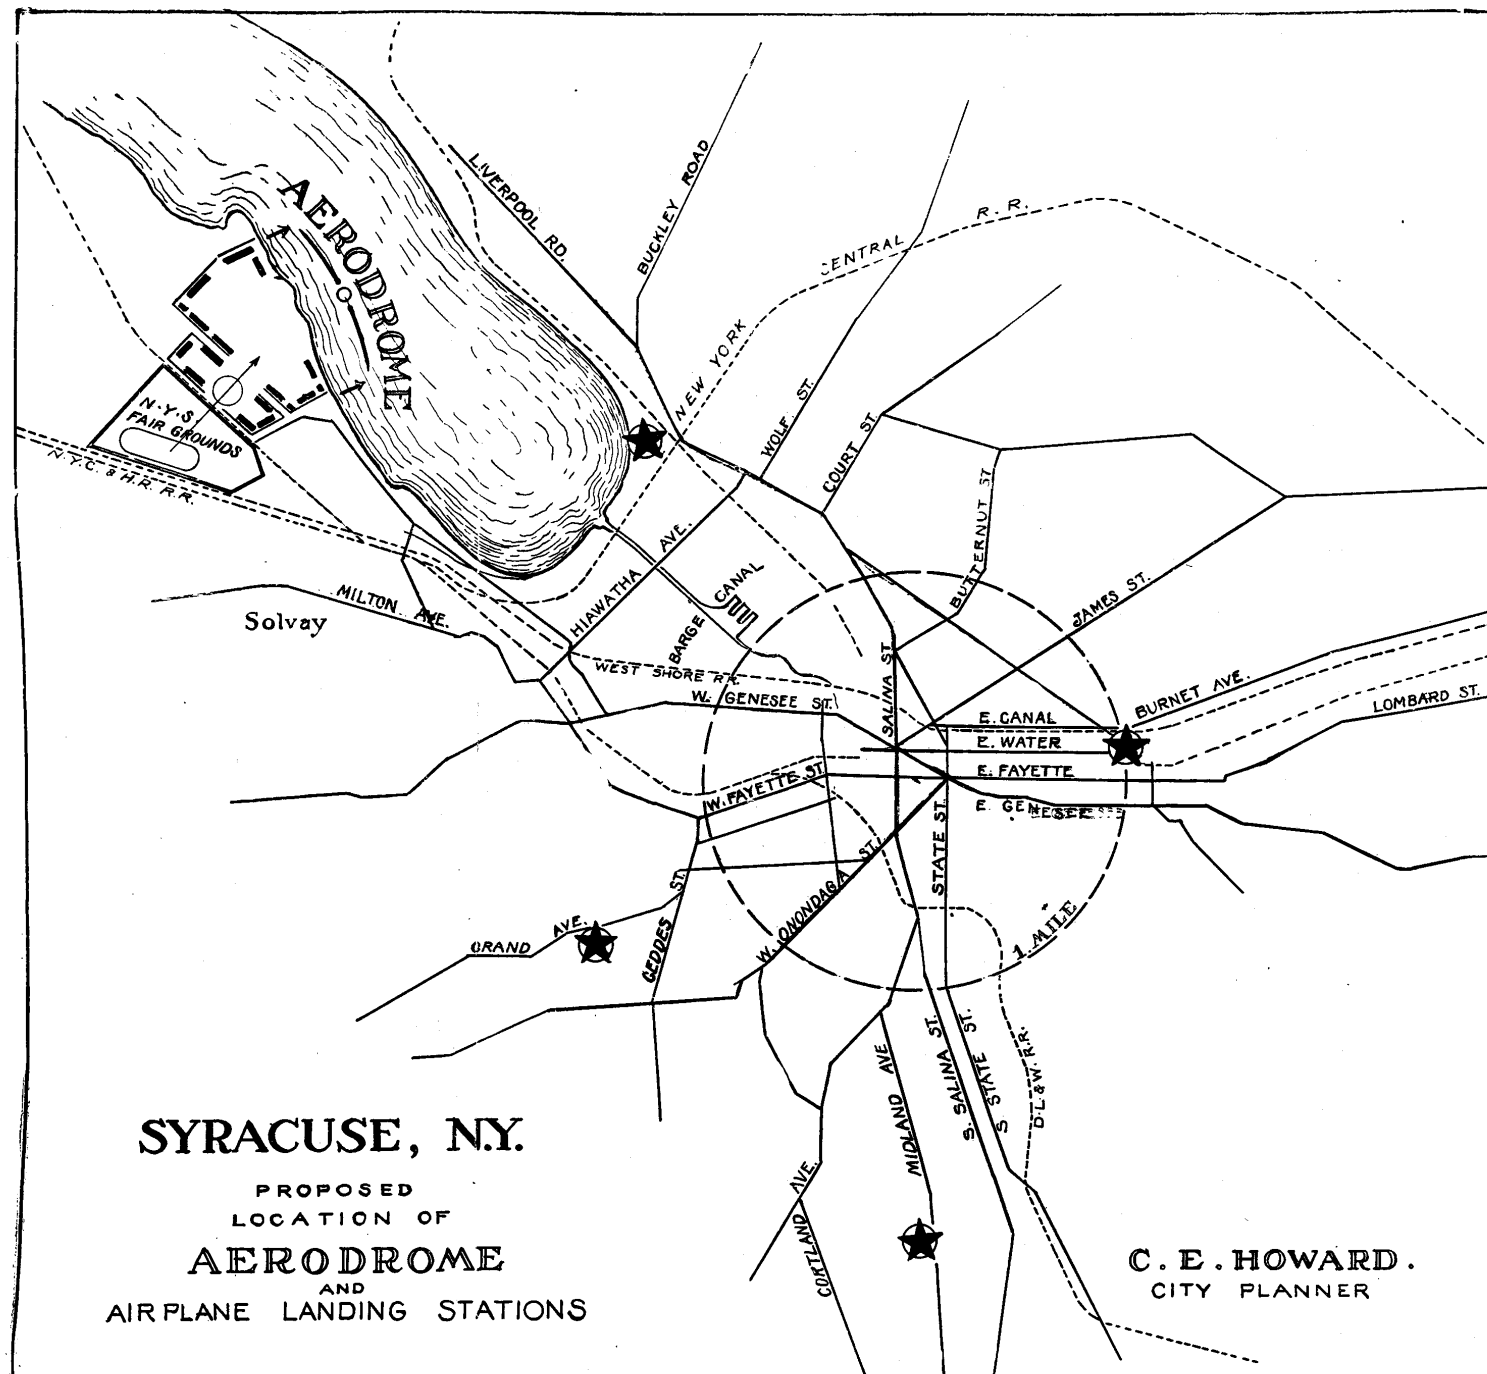 LIVERPOOL RD.
BUCKLEY ROAD
AERODROME
NEW YORK
CENTRAL
R. R.
WOLF ST.
COURT ST.
BUTTERNUT ST
JAMES ST.
N.Y.S.
FAIR GROUNDS
N.Y.C. & H.R. R.R.
MILTON AVE.
Solvay
HIAWATHA AVE.
BARGE CANAL
WEST SHORE R.R.
W. GENESEE ST.
SALINA ST.
E. CANAL
E. WATER
E. FAYETTE
E. GENESEE
BURNET AVE.
LOMBARD ST.
W. FAYETTE ST.
STATE ST.
W. ONONDAGA ST.
GEDDES ST.
GRAND AVE.
1 MILE
MIDLAND AVE
S. SALINA ST.
S. STATE ST.
D.L.&W. R.R.
CORTLAND AVE.
SYRACUSE, N.Y.
PROPOSED
LOCATION OF
AERODROME
AND
AIRPLANE LANDING STATIONS
C. E. HOWARD.
CITY PLANNER